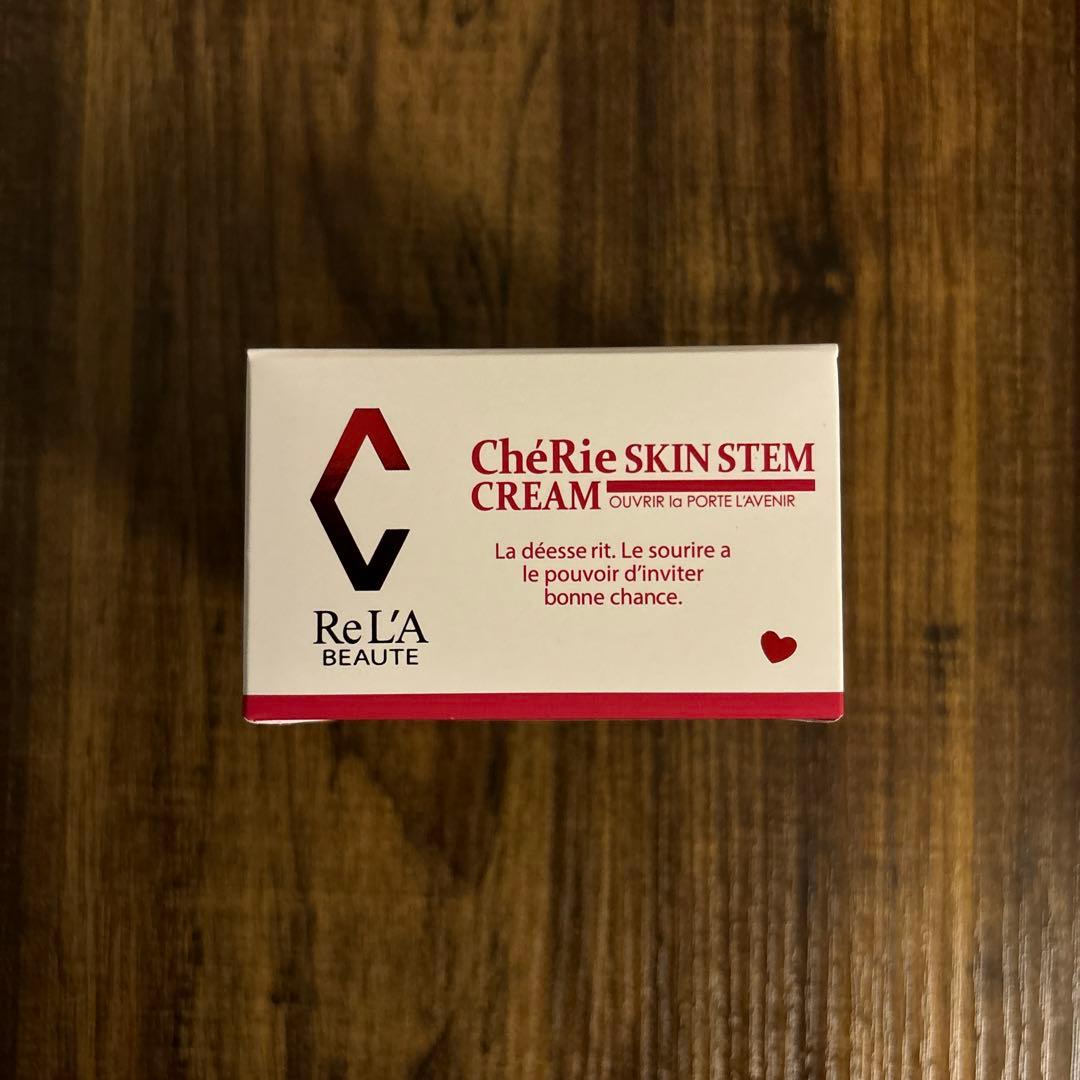 ReL'A
BEAUTE
ChéRie SKIN STEM
CREAM OUVRIR la PORTE L'AVENIR
La déesse rit. Le sourire a
le pouvoir d'inviter
bonne chance.